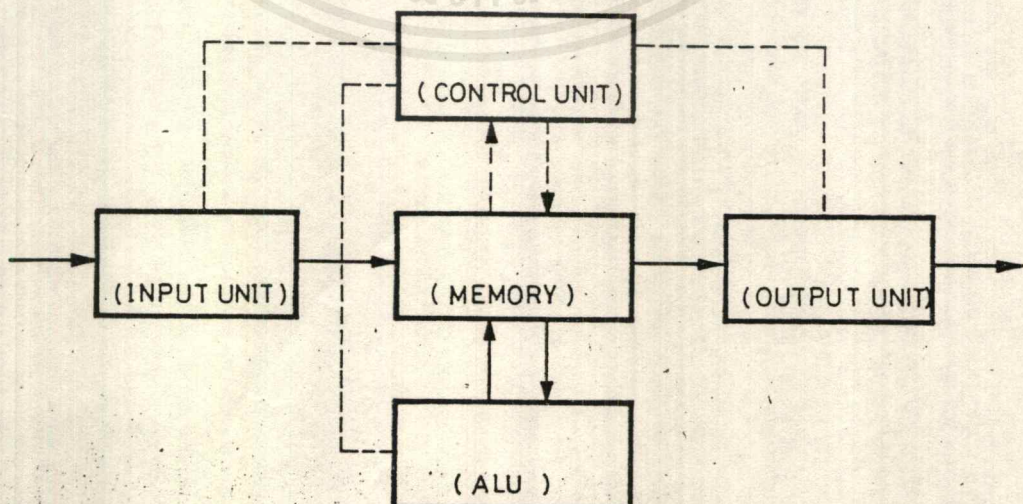 ( CONTROL UNIT )
( INPUT UNIT )
( MEMORY )
( OUTPUT UNIT )
( ALU )